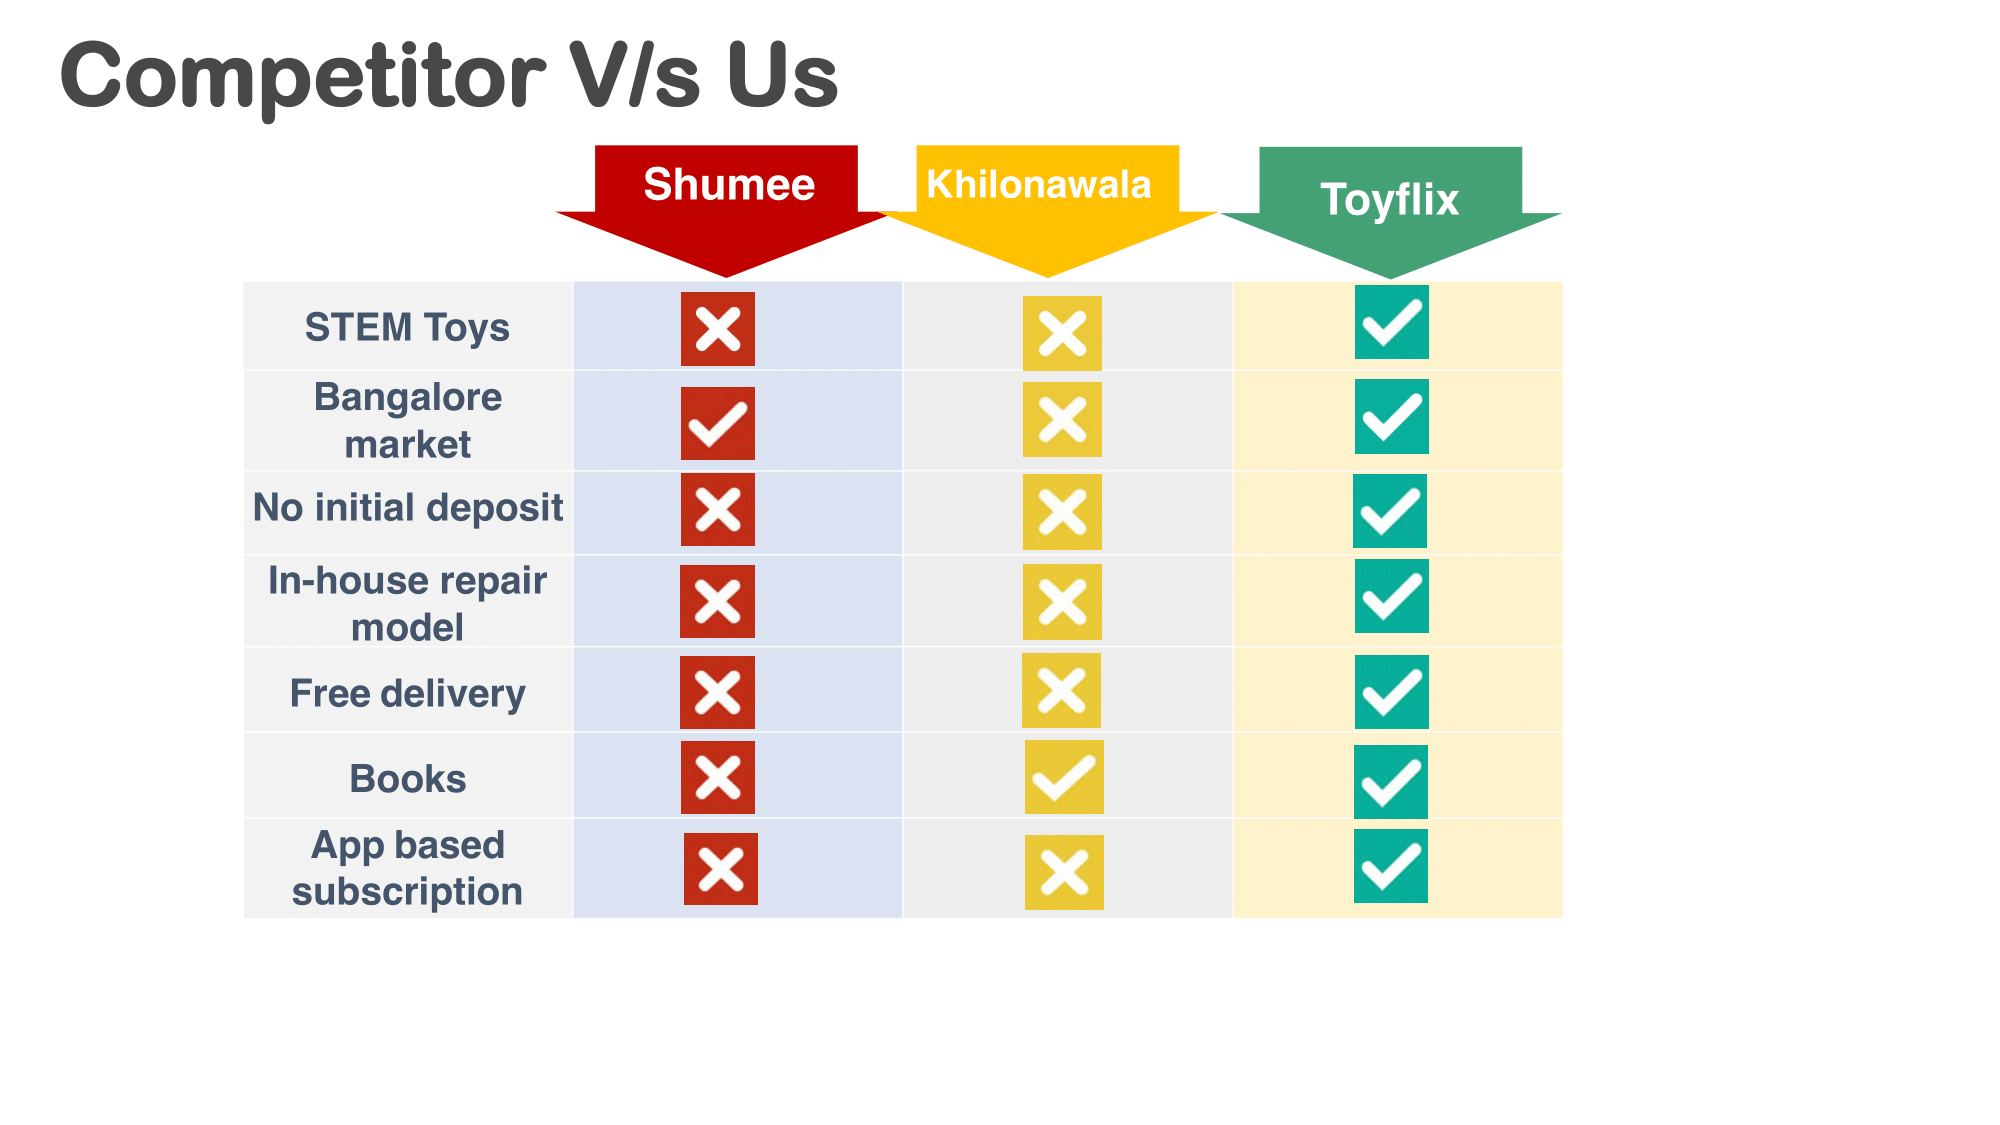 Competitor V/s Us
Shumee
Khilonawala
Toyflix
STEM Toys
Bangalore
market
No initial deposit
In-house repair
model
Free delivery
Books
App based
subscription